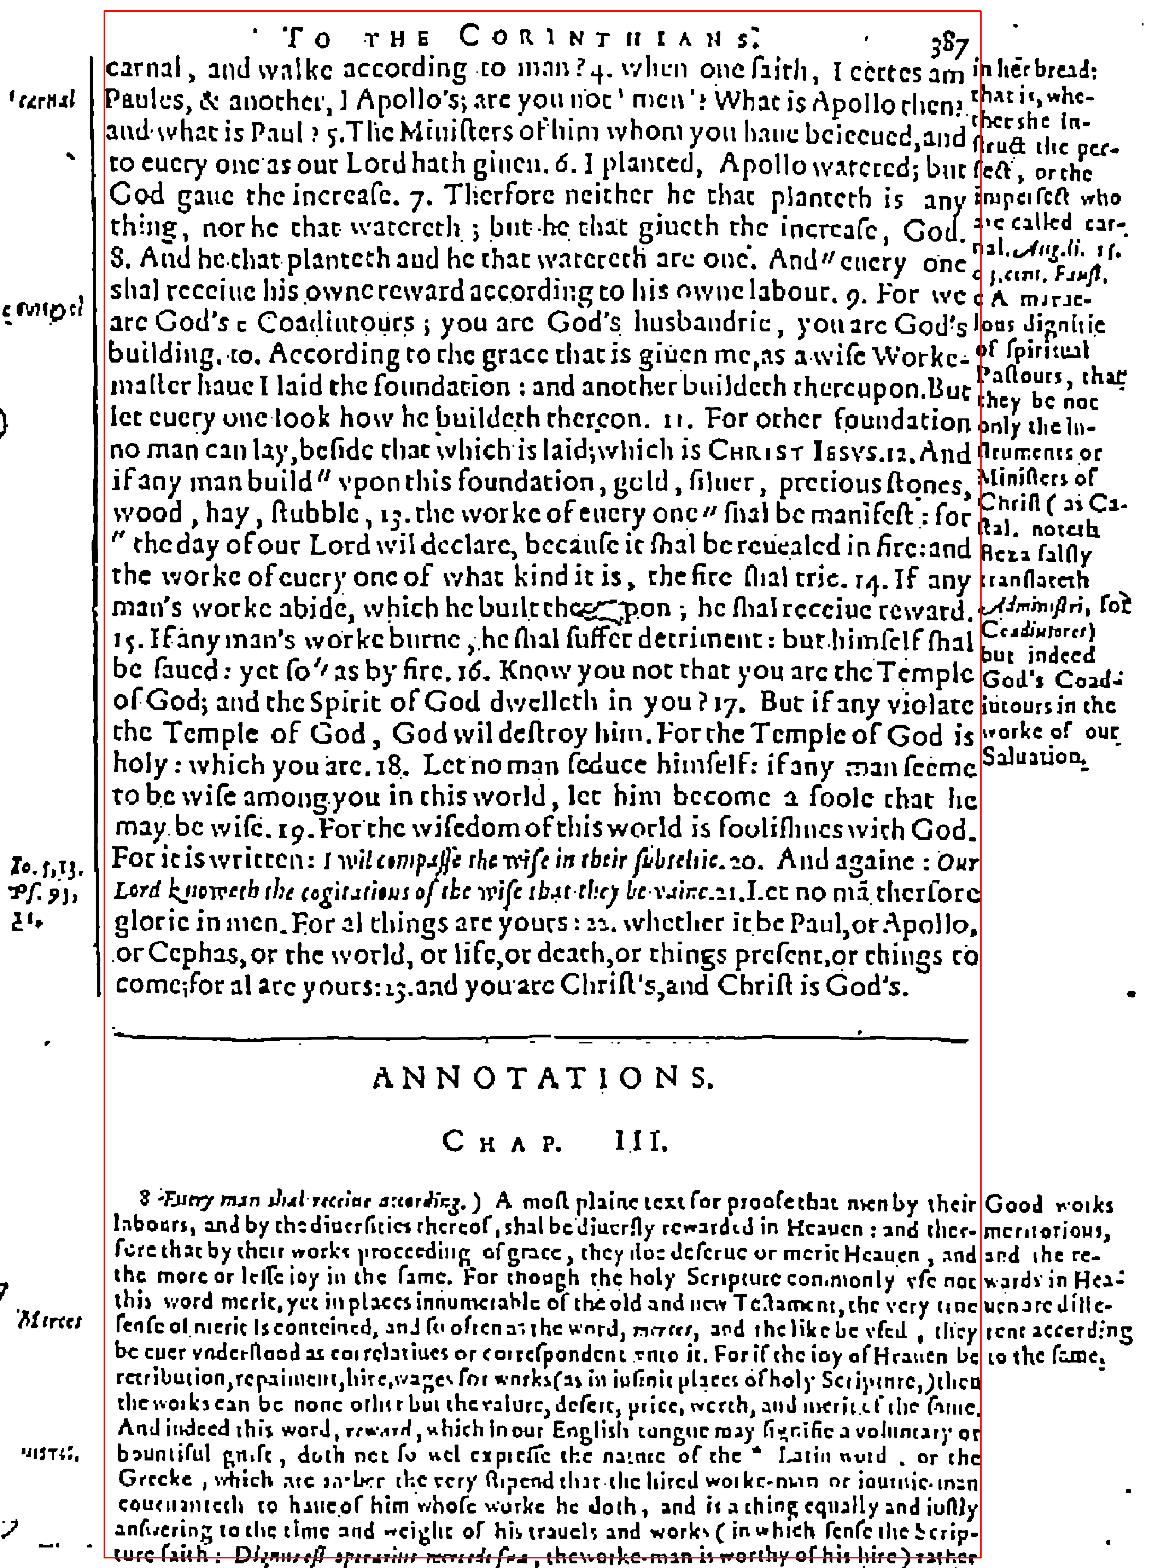 TO THE CORINTHIANS.
387
carnal, and walke according to man? 4. when one ſaith, I certes am
Paules, & another, I Apollo's; are you not ' men '? What is Apollo then?
and what is Paul? 5. The Miniſters of him whom you haue beleeued, and
to euery one as our Lord hath giuen. 6. I planted, Apollo watered; but
God gaue the increaſe. 7. Therfore neither he that planteth is any
thing, nor he that watereth; but he that giueth the increaſe, God.
8. And he that planteth and he that watereth are one. And " euery one
shal receiue his owne reward according to his owne labour. 9. For we
are God's c Coadiutours; you are God's husbandrie, you are God's
building. 10. According to the grace that is giuen me, as a wiſe Worke-
maſter haue I laid the foundation: and another buildeth thereupon. But
let euery one look how he buildeth thereon. 11. For other foundation
no man can lay, beſide that which is laid; which is CHRIST IESVS. 12. And
if any man build " vpon this foundation, gold, ſiluer, pretious ſtones,
wood, hay, ſtubble, 13. the worke of euery one " ſhal be manifeſt: for
" the day of our Lord wil declare, becauſe it ſhal be reuealed in fire: and
the worke of euery one of what kind it is, the fire ſhal trie. 14. If any
man's worke abide, which he built pon; he ſhal receiue reward.
15. If any man's worke burne, he ſhal ſuffer detriment: but himſelf ſhal
be ſaued: yet ſo " as by fire. 16. Know you not that you are the Temple
of God; and the Spirit of God dwelleth in you? 17. But if any violate
the Temple of God, God wil deſtroy him. For the Temple of God is
holy: which you are. 18. Let no man ſeduce himſelf: if any man ſeeme
to be wiſe among you in this world, let him become a foole that he
may be wiſe. 19. For the wiſedom of this world is fooliſhnes with God.
For it is written: I wil compaſſe the wiſe in their ſubteltie. 20. And againe: Our
Lord knoweth the cogitations of the wiſe that they be vaine. 21. Let no mã therfore
glorie in men. For al things are yours: 22. whether it be Paul, or Apollo,
or Cephas, or the world, or life, or death, or things preſent, or things to
come; for al are yours: 23. and you are Chriſt's, and Chriſt is God's.
'carnal
Io. 5, 13.
Pſ. 93,
11.
in her bread:
that is, whe-
ther she in-
ſtruct the per-
fect, or the
imperfect who
are called car-
nal. Aug. li. 15.
c A mirac-
lous dignitie
of ſpiritual
Paſtours, that
they be not
only the In-
ſtruments or
Miniſters of
Chriſt (as Ca-
ſtal. noteth
Beza falſly
tranſlateth
Adminiſtri, for
Coadiutores)
but indeed
God's Coad-
iutours in the
worke of our
Saluation.
ANNOTATIONS.
CHAP. III.
8 Euery man shal receiue according.) A moſt plaine text for proofe that men by their
labours, and by the diuerſities thereof, shal be diuerſly rewarded in Heauen: and ther-
fore that by their works proceeding of grace, they doe deſerue or merit Heauen, and
the more or leſſe ioy in the ſame. For though the holy Scripture commonly vſe not
this word merit, yet in places innumerable of the old and new Teſtament, the very true
ſenſe of merit is conteined, and ſo often as the word, merces, and the like be vſed, they
be euer vnderſtood as correlatiues or correſpondent vnto it. For if the ioy of Heauen be
retribution, repaiment, hire, wages for works (as in infinit places of holy Scripture,) then
the works can be none other but the valure, deſert, price, worth, and merit of the ſame.
And indeed this word, reward, which in our English tongue may ſignifie a voluntary or
bountiful guift, doth not ſo wel expreſſe the nature of the * Latin word, or the
Greeke, which are rather the very ſtipend that the hired worke-man or iournie-man
couenanteth to haue of him whoſe worke he doth, and is a thing equally and iuſtly
anſwering to the time and weight of his trauels and works (in which ſenſe the Scrip-
ture ſaith: Dignus eſt operarius mercede ſua, the worke-man is worthy of his hire) rather
Good works
meritorious,
and the re-
wards in Hea-
uen are diffe-
rent according
to the ſame.
'Merces